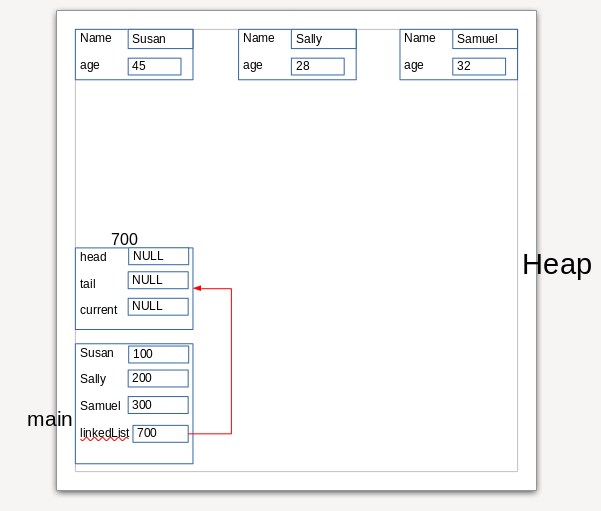 Name Susan
age 45
Name Sally
age 28
Name Samuel
age 32
700
head NULL
tail NULL
current NULL
Heap
Susan 100
Sally 200
Samuel 300
main
linkedList 700